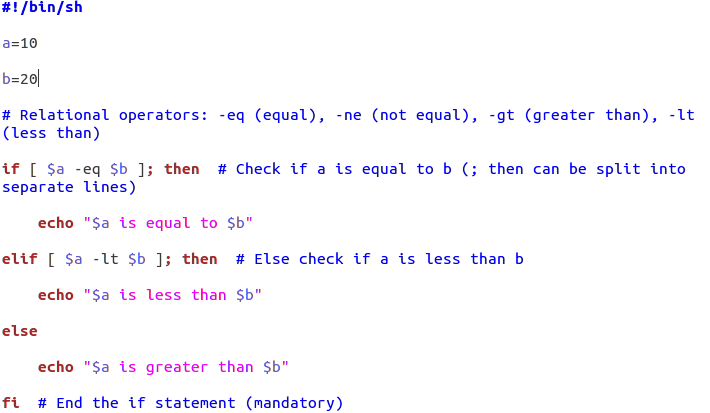 #!/bin/sh
a=10
b=20
# Relational operators: -eq (equal), -ne (not equal), -gt (greater than), -lt
(less than)
if [ $a -eq $b ]; then  # Check if a is equal to b (; then can be split into
separate lines)
    echo "$a is equal to $b"
elif [ $a -lt $b ]; then  # Else check if a is less than b
    echo "$a is less than $b"
else
    echo "$a is greater than $b"
fi  # End the if statement (mandatory)